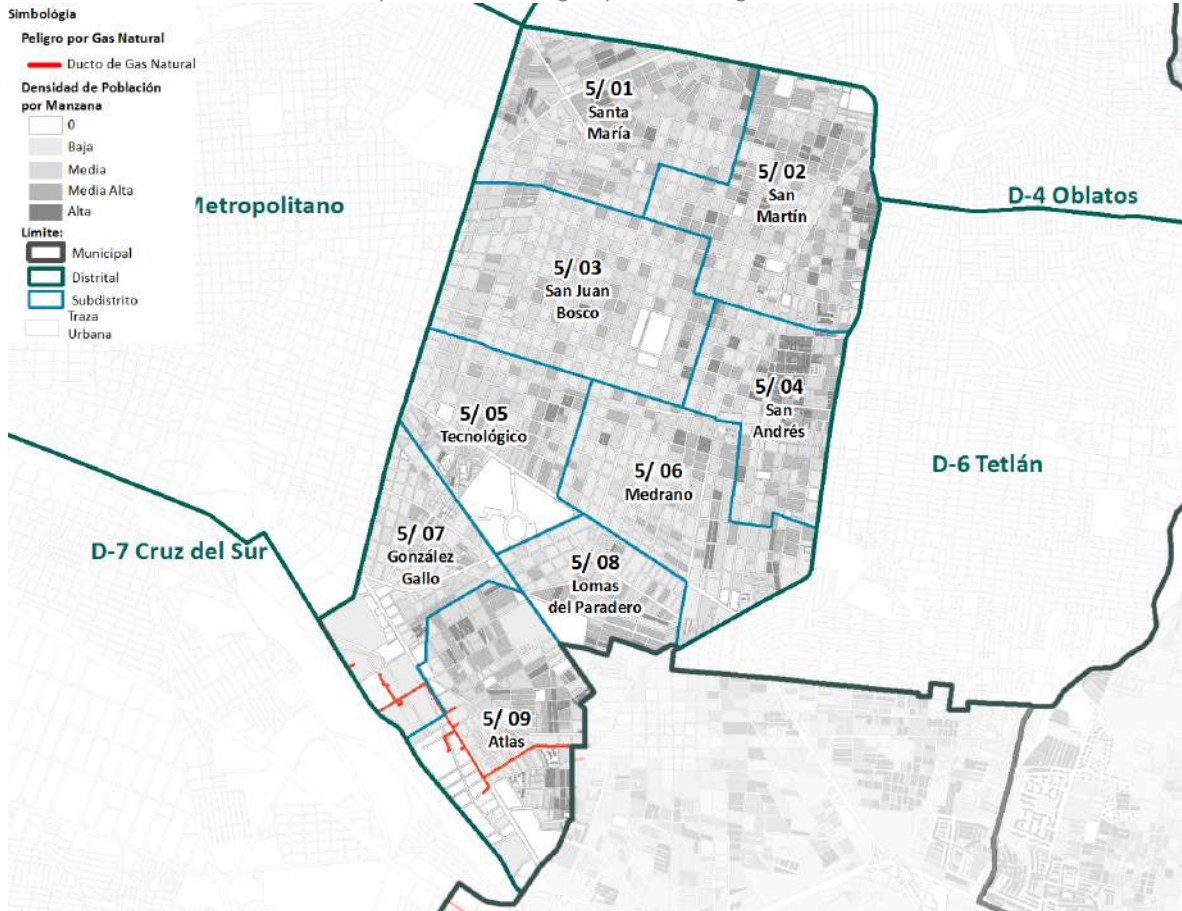 Simbológia
Peligro por Gas Natural
Ducto de Gas Natural
Densidad de Población
por Manzana
0
Baja
Media
Media Alta
Alta
Límite:
Municipal
Distrital
Subdistrito
Traza
Urbana
5/ 01
Santa
María
5/ 02
San
Martín
Metropolitano
D-4 Oblatos
5/ 03
San Juan
Bosco
5/ 04
San
Andrés
5/ 05
Tecnológico
5/ 06
Medrano
D-6 Tetlán
D-7 Cruz del Sur
5/ 07
González
Gallo
5/ 08
Lomas
del Paradero
5/ 09
Atlas